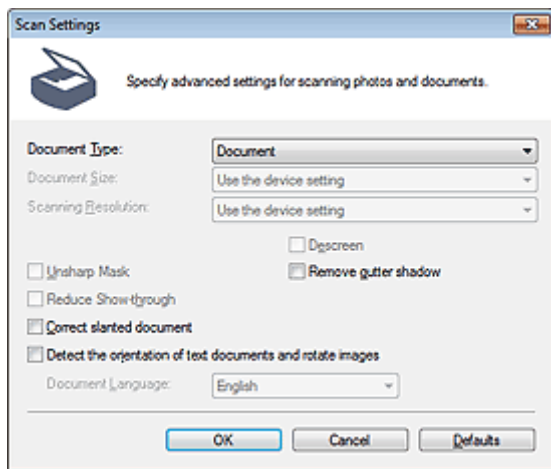 Scan Settings
Specify advanced settings for scanning photos and documents.
Document Type: Document
Document Size: Use the device setting
Scanning Resolution: Use the device setting
Descreen
Unsharp Mask Remove gutter shadow
Reduce Show-through
Correct slanted document
Detect the orientation of text documents and rotate images
Document Language: English
OK Cancel Defaults